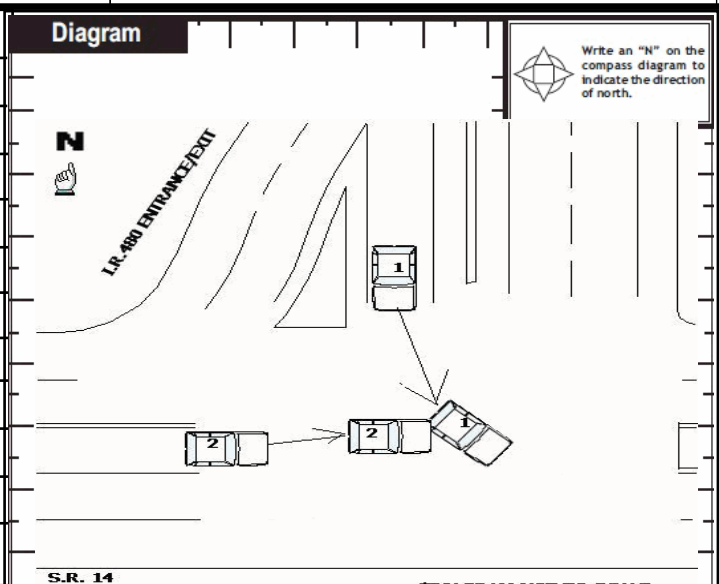 Diagram
Write an “N” on the
compass diagram to
indicate the direction
of north.
N
I.R.480 ENTRANCE/EXIT
1
2
2
1
S.R. 14